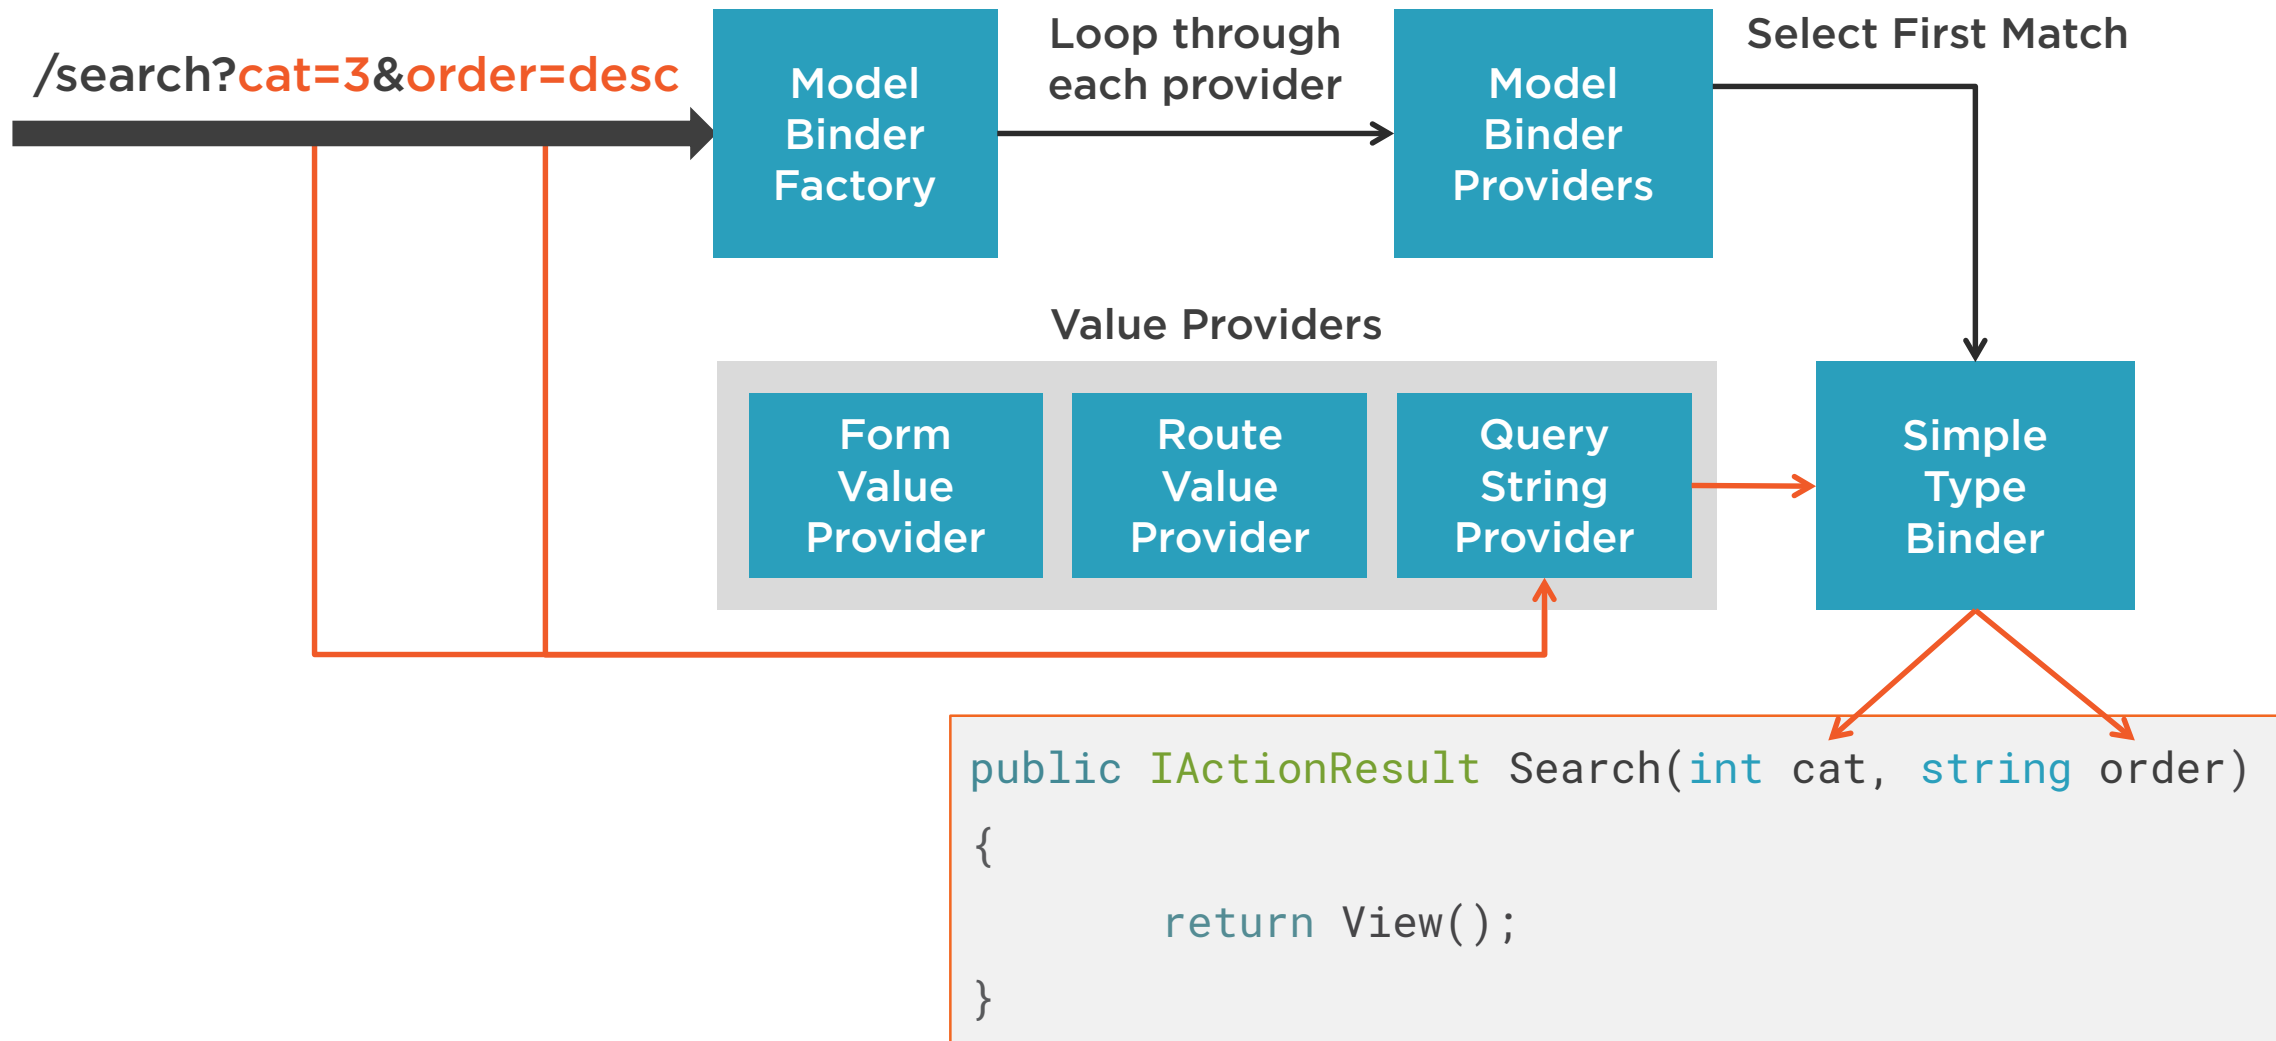 /search?cat=3&order=desc
Model
Binder
Factory
Loop through
each provider
Model
Binder
Providers
Select First Match
Value Providers
Form
Value
Provider
Route
Value
Provider
Query
String
Provider
Simple
Type
Binder
public IActionResult Search(int cat, string order)
{
return View();
}